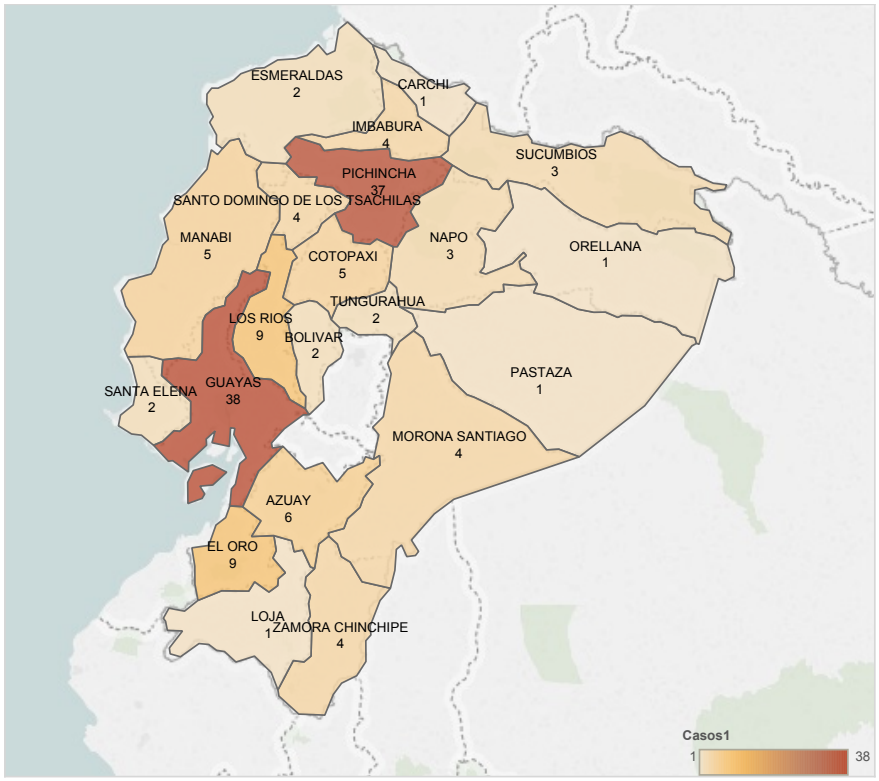 ESMERALDAS
2
CARCHI
1
IMBABURA
4
SUCUMBIOS
3
PICHINCHA
37
SANTO DOMINGO DE LOS TSACHILAS
4
MANABI
5
NAPO
3
ORELLANA
1
COTOPAXI
5
TUNGURAHUA
2
LOS RIOS
9
BOLIVAR
2
SANTA ELENA
2
GUAYAS
38
PASTAZA
1
MORONA SANTIAGO
4
AZUAY
6
EL ORO
9
LOJA
1
ZAMORA CHINCHIPE
4
Casos1
1
38